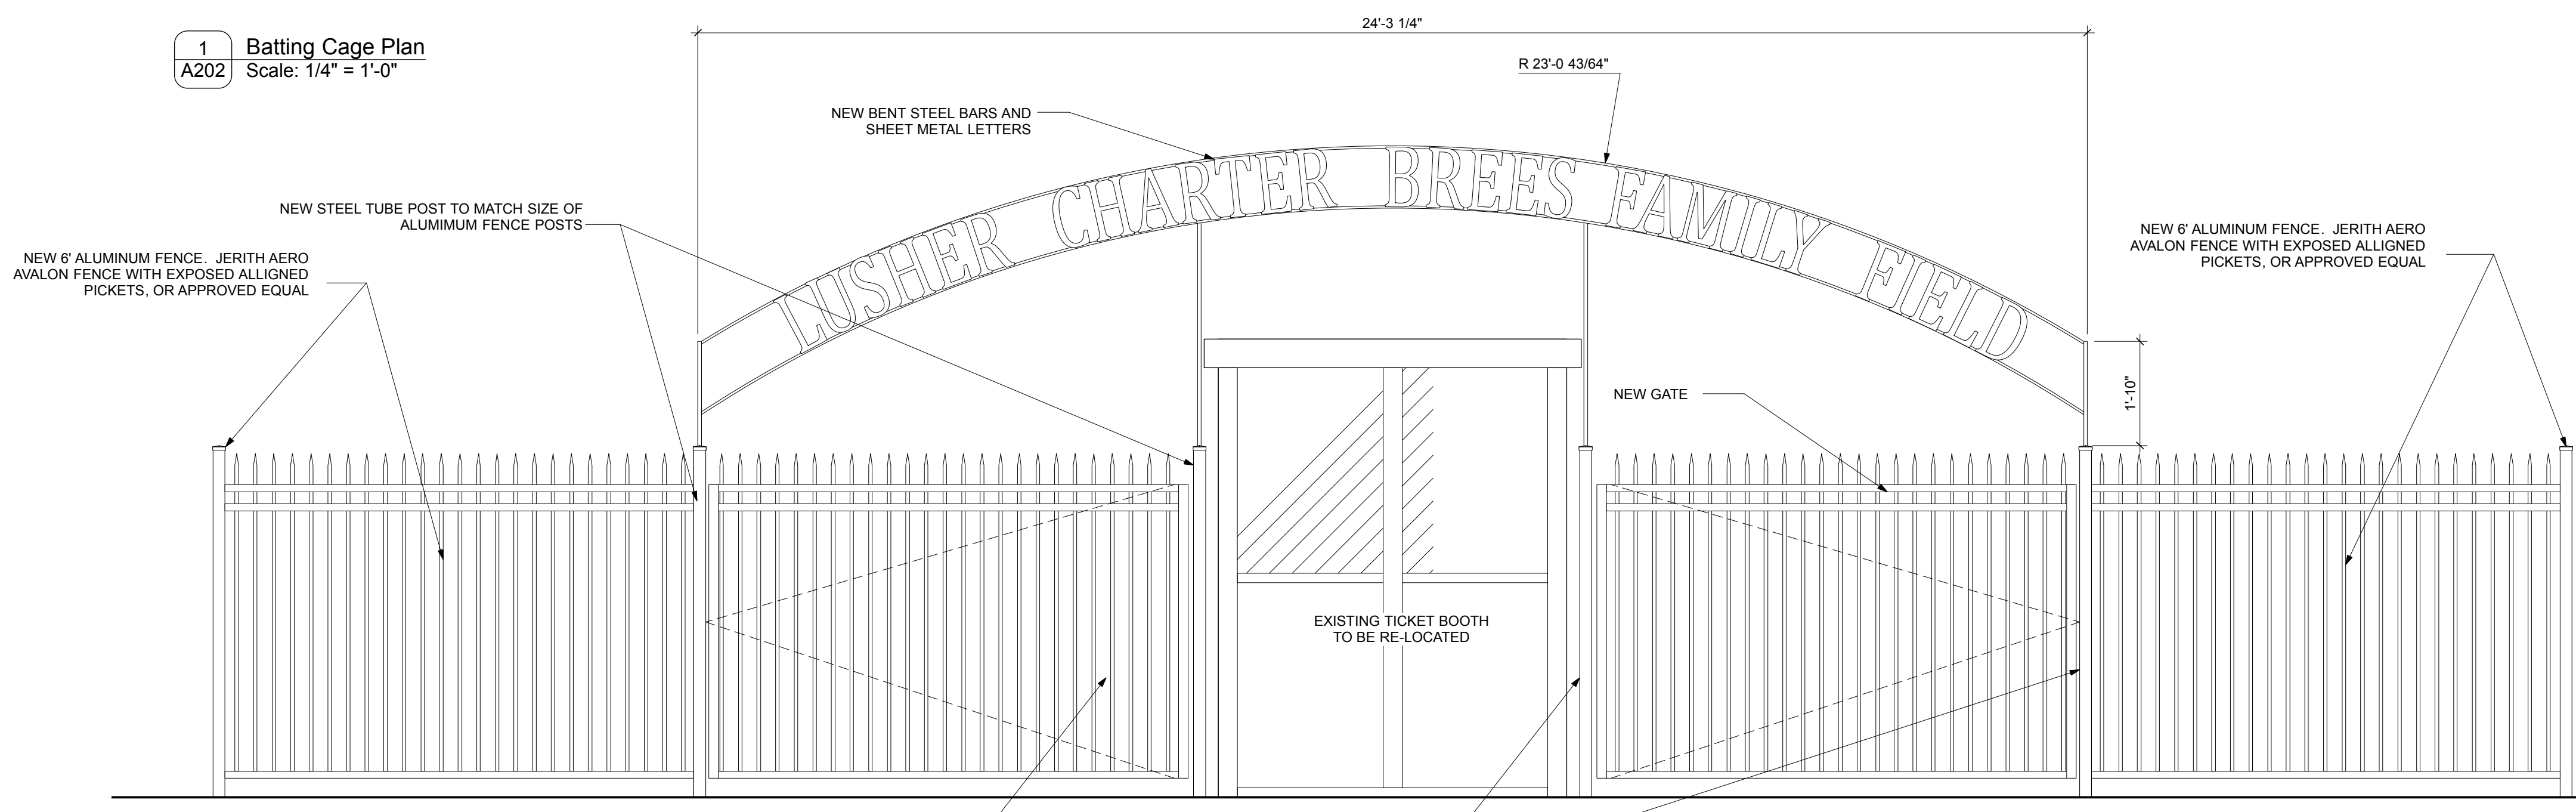 1
A202
Batting Cage Plan
Scale: 1/4" = 1'-0"
24'-3 1/4"
R 23'-0 43/64"
NEW BENT STEEL BARS AND
SHEET METAL LETTERS
LUSHER CHARTER BREES FAMILY FIELD
NEW STEEL TUBE POST TO MATCH SIZE OF
ALUMIMUM FENCE POSTS
NEW 6' ALUMINUM FENCE. JERITH AERO
AVALON FENCE WITH EXPOSED ALLIGNED
PICKETS, OR APPROVED EQUAL
NEW 6' ALUMINUM FENCE. JERITH AERO
AVALON FENCE WITH EXPOSED ALLIGNED
PICKETS, OR APPROVED EQUAL
NEW GATE
1'-10"
EXISTING TICKET BOOTH
TO BE RE-LOCATED